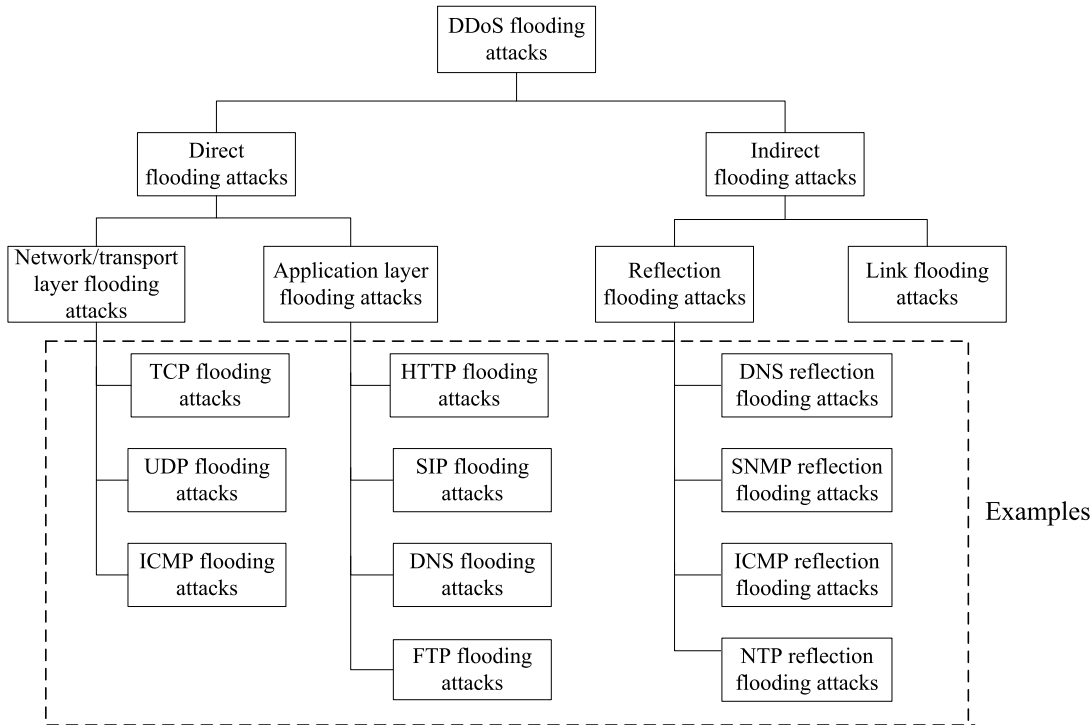 DDoS flooding
attacks
Direct
flooding attacks
Indirect
flooding attacks
Network/transport
layer flooding
attacks
Application layer
flooding attacks
Reflection
flooding attacks
Link flooding
attacks
TCP flooding
attacks
UDP flooding
attacks
ICMP flooding
attacks
HTTP flooding
attacks
SIP flooding
attacks
DNS flooding
attacks
FTP flooding
attacks
DNS reflection
flooding attacks
SNMP reflection
flooding attacks
ICMP reflection
flooding attacks
NTP reflection
flooding attacks
Examples